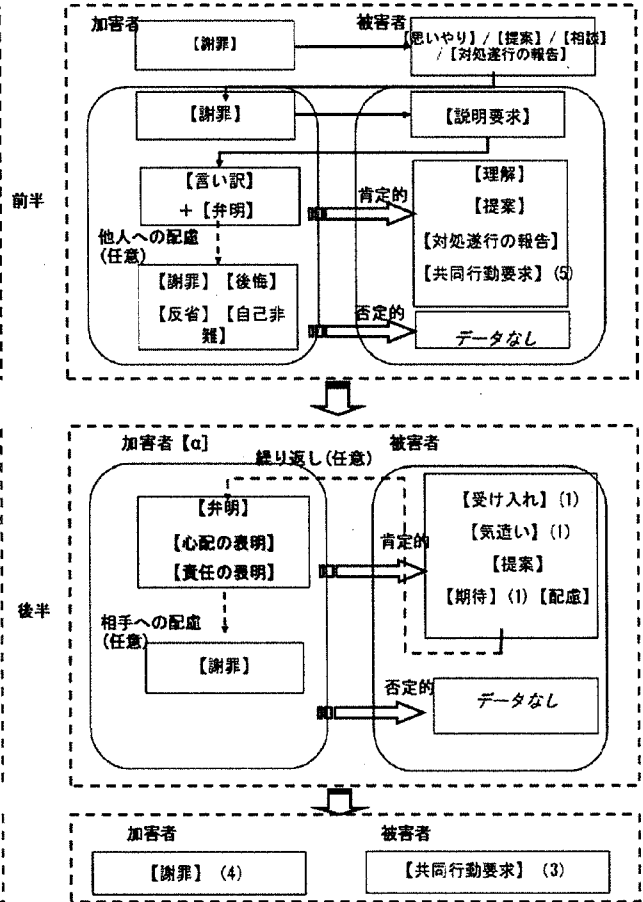 加害者
被害者
【謝罪】
【思いやり】/【提案】/【相談】
/【対処遂行の報告】
【謝罪】
【説明要求】
前半
【言い訳】
+【弁明】
肯定的
【理解】
【提案】
【対処遂行の報告】
【共同行動要求】(5)
他人への配慮
(任意)
【謝罪】【後悔】
【反省】【自己非
難】
否定的
データなし
後半
加害者【α】
被害者
繰り返し(任意)
【弁明】
【心配の表明】
【責任の表明】
肯定的
【受け入れ】(1)
【気遣い】(1)
【提案】
【期待】(1)【配慮】
相手への配慮
(任意)
【謝罪】
否定的
データなし
加害者
被害者
【謝罪】(4)
【共同行動要求】(3)